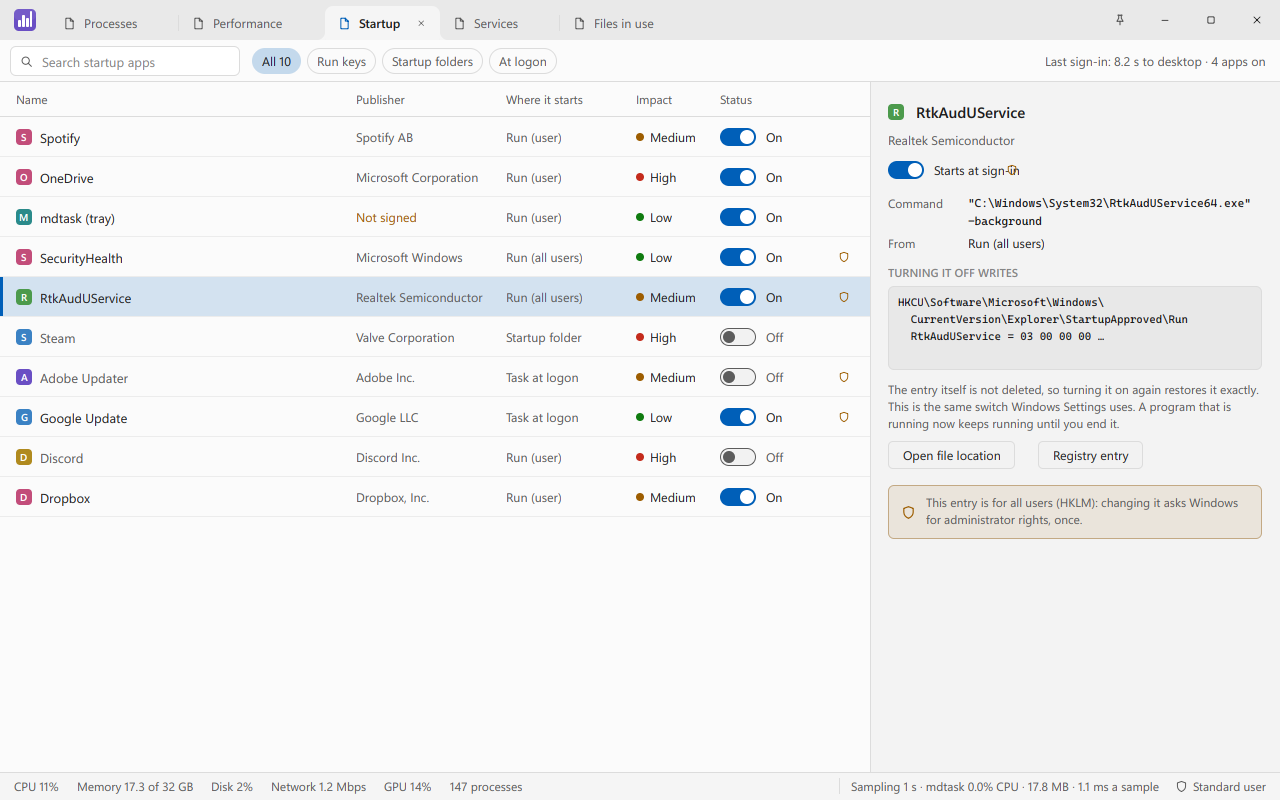 Processes
Performance
Startup
Services
Files in use
Search startup apps
All 10
Run keys
Startup folders
At logon
Last sign-in: 8.2 s to desktop · 4 apps on
Name Publisher Where it starts Impact Status
S Spotify Spotify AB Run (user) Medium On
O OneDrive Microsoft Corporation Run (user) High On
M mdtask (tray) Not signed Run (user) Low On
S SecurityHealth Microsoft Windows Run (all users) Low On
R RtkAudUService Realtek Semiconductor Run (all users) Medium On
S Steam Valve Corporation Startup folder High Off
A Adobe Updater Adobe Inc. Task at logon Medium Off
G Google Update Google LLC Task at logon Low On
D Discord Discord Inc. Run (user) High Off
D Dropbox Dropbox, Inc. Run (user) Medium On
R RtkAudUService
Realtek Semiconductor
Starts at sign-in
Command "C:\Windows\System32\RtkAudUService64.exe"
-background
From Run (all users)
TURNING IT OFF WRITES
HKCU\Software\Microsoft\Windows\
CurrentVersion\Explorer\StartupApproved\Run
RtkAudUService = 03 00 00 00 …
The entry itself is not deleted, so turning it on again restores it exactly.
This is the same switch Windows Settings uses. A program that is
running now keeps running until you end it.
Open file location
Registry entry
This entry is for all users (HKLM): changing it asks Windows
for administrator rights, once.
CPU 11% Memory 17.3 of 32 GB Disk 2% Network 1.2 Mbps GPU 14% 147 processes
Sampling 1 s · mdtask 0.0% CPU · 17.8 MB · 1.1 ms a sample
Standard user